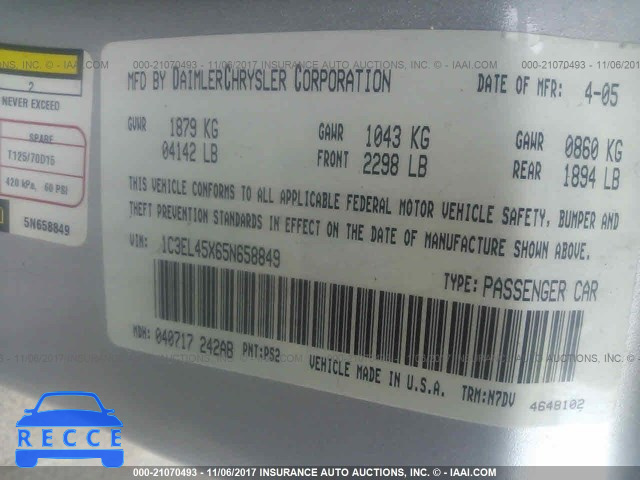 000-21070493 - 11/06/2017 INSURANCE AUTO AUCTIONS, INC. - © - IAAI.COM
2
NEVER EXCEED
SPARE
T125/70D15
420 kPa, 60 PSI
5N658849
MFD BY DAIMLERCHRYSLER CORPORATION
DATE OF MFR: 4-05
GVWR 1879 KG
04142 LB
GAWR FRONT 1043 KG
2298 LB
GAWR REAR 0860 KG
1894 LB
THIS VEHICLE CONFORMS TO ALL APPLICABLE FEDERAL MOTOR VEHICLE SAFETY, BUMPER AND
THEFT PREVENTION STANDARDS IN EFFECT ON THE DATE OF MANUFACTURE SHOWN ABOVE.
VIN: 1C3EL45X65N658849
TYPE: PASSENGER CAR
MDH: 040717 242AB PNT:PS2
VEHICLE MADE IN U.S.A. TRM:N7DV 4648102
RECCE
000-21070493 - 11/06/2017 INSURANCE AUTO AUCTIONS, INC. - © - IAAI.COM